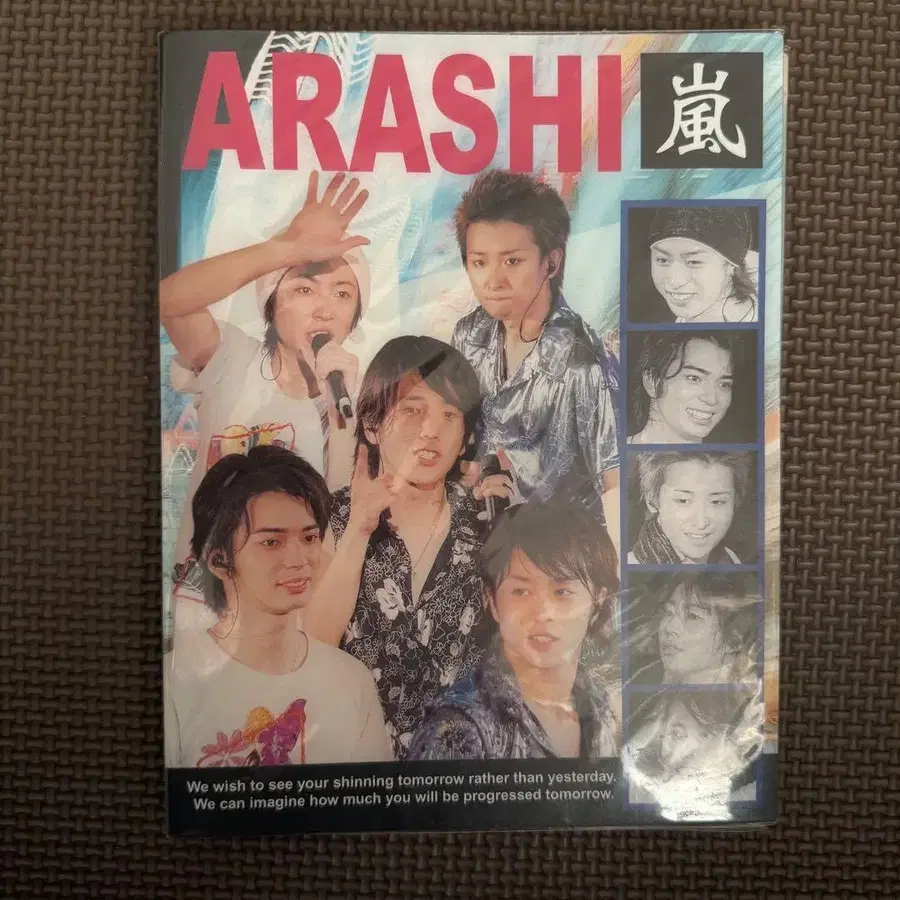 ARASHI
嵐
We wish to see your shinning tomorrow rather than yesterday.
We can imagine how much you will be progressed tomorrow.